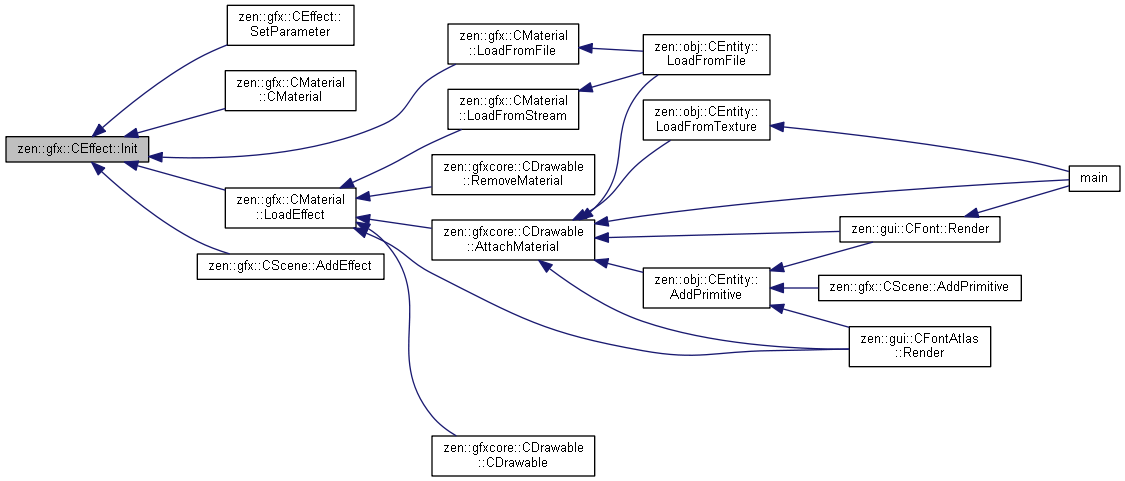 zen::gfx::CEffect::Init
zen::gfx::CEffect::
SetParameter
zen::gfx::CMaterial
::CMaterial
zen::gfx::CMaterial
::LoadEffect
zen::gfx::CScene::AddEffect
zen::gfx::CMaterial
::LoadFromFile
zen::gfx::CMaterial
::LoadFromStream
zen::gfxcore::CDrawable
::RemoveMaterial
zen::gfxcore::CDrawable
::AttachMaterial
zen::gfxcore::CDrawable
::CDrawable
zen::obj::CEntity::
LoadFromFile
zen::obj::CEntity::
LoadFromTexture
zen::obj::CEntity::
AddPrimitive
zen::gui::CFont::Render
zen::gfx::CScene::AddPrimitive
zen::gui::CFontAtlas
::Render
main